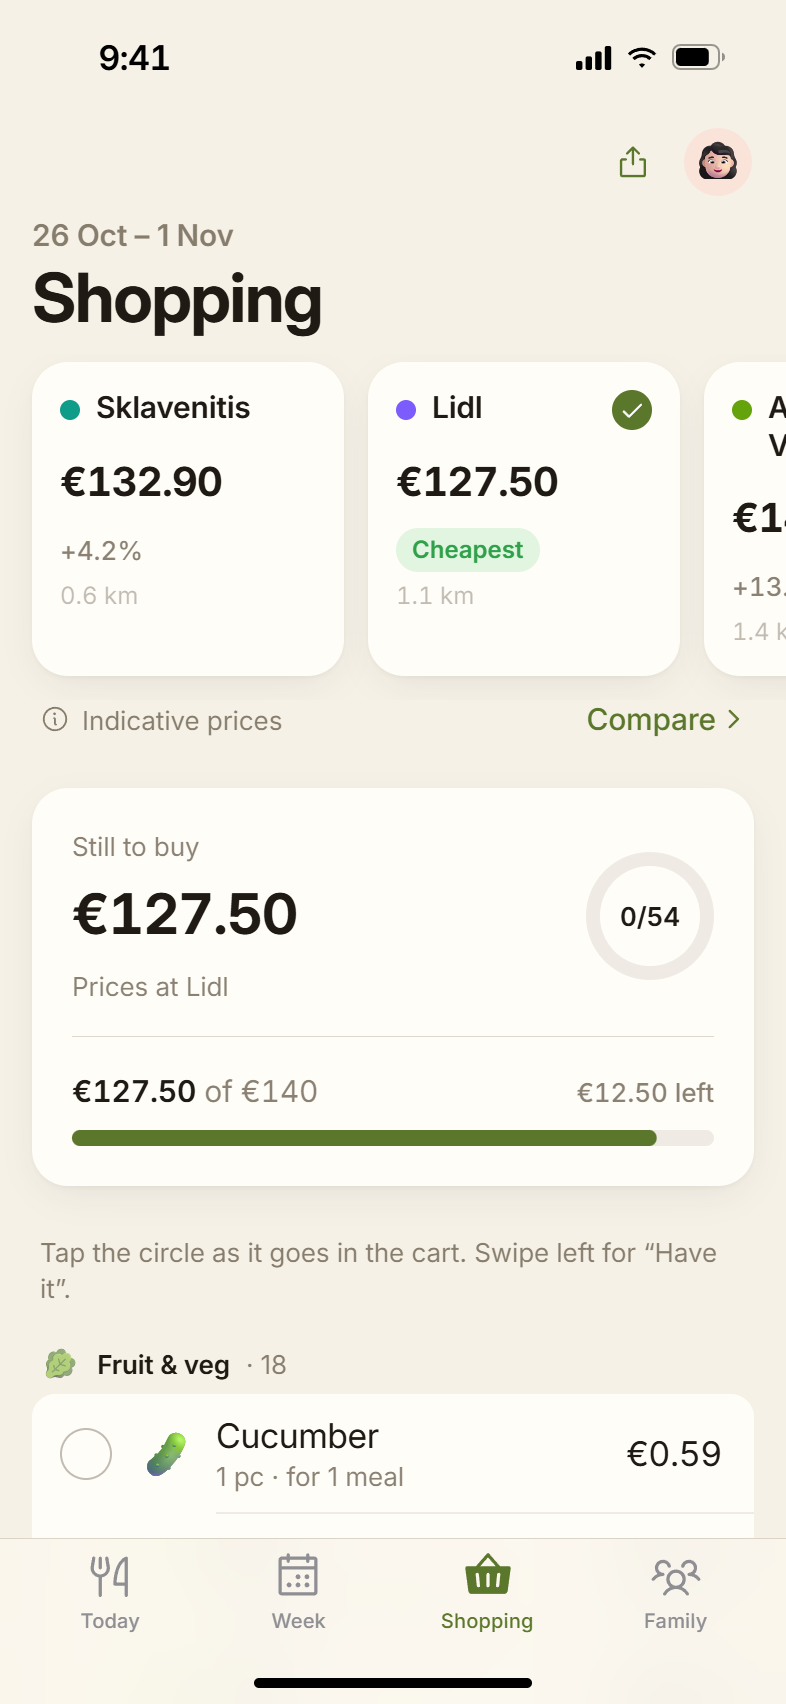 9:41
26 Oct – 1 Nov
Shopping
Sklavenitis
€132.90
+4.2%
0.6 km
Lidl
€127.50
Cheapest
1.1 km
Indicative prices
Compare
Still to buy
€127.50
0/54
Prices at Lidl
€127.50 of €140
€12.50 left
Tap the circle as it goes in the cart. Swipe left for “Have
it”.
Fruit & veg · 18
Cucumber
€0.59
1 pc · for 1 meal
Today
Week
Shopping
Family